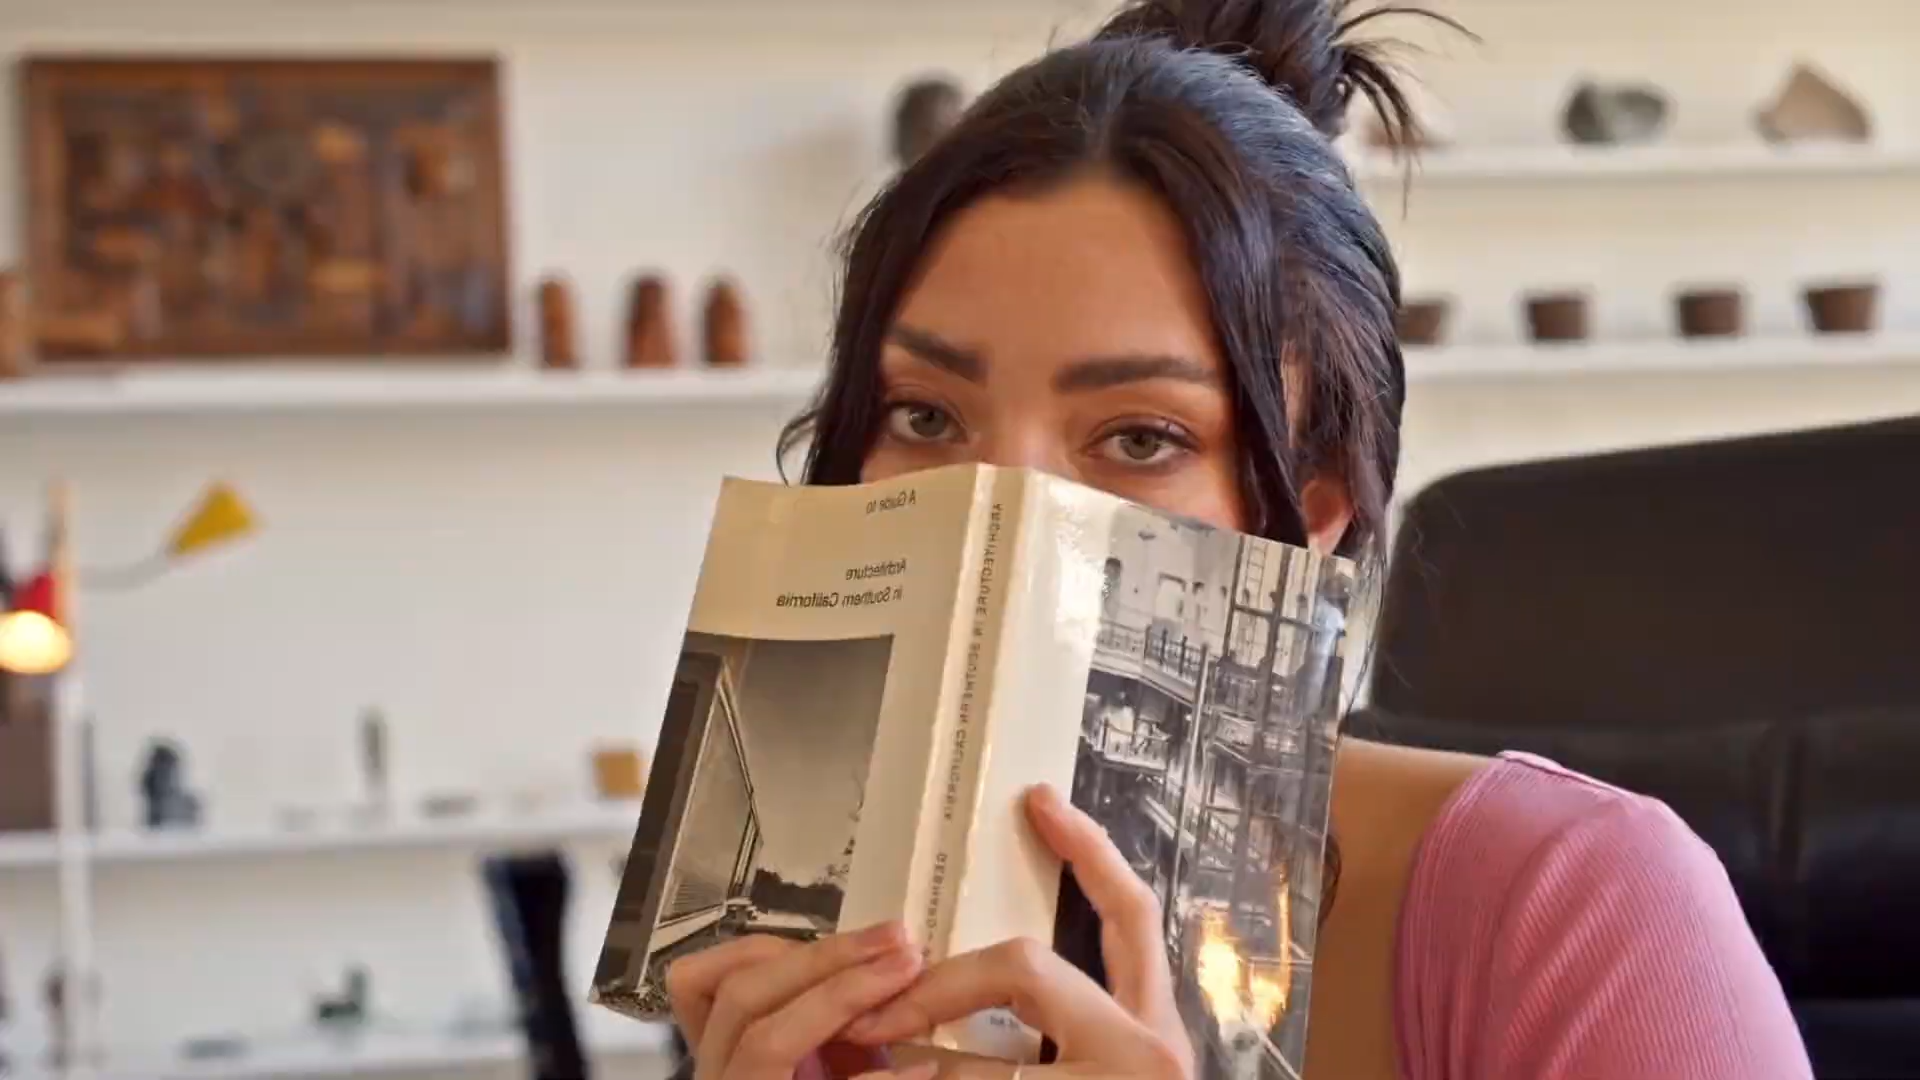 A Guide to
Architecture
in Southern California
ARCHITECTURE IN SOUTHERN CALIFORNIA
GEBHARD